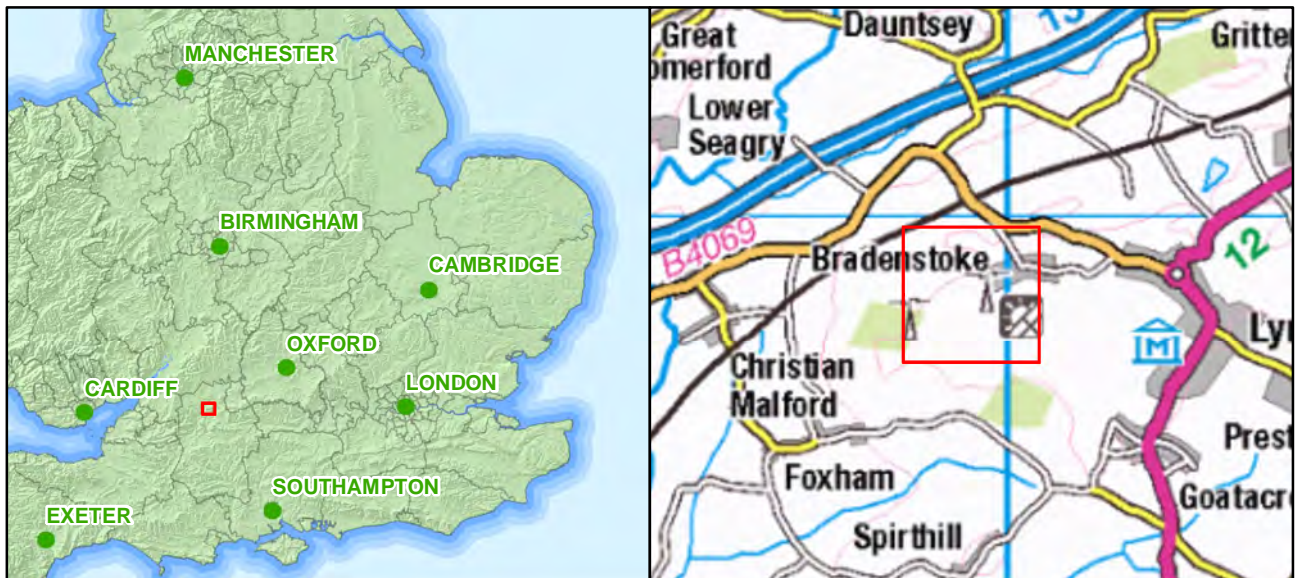 MANCHESTER
BIRMINGHAM
CAMBRIDGE
OXFORD
CARDIFF
LONDON
SOUTHAMPTON
EXETER
Great
omerford
Dauntsey
Gritte
Lower
Seagry
B4069
Bradenstoke
12
M
Ly
Christian
Malford
Prest
Foxham
Goatacr
Spirthill